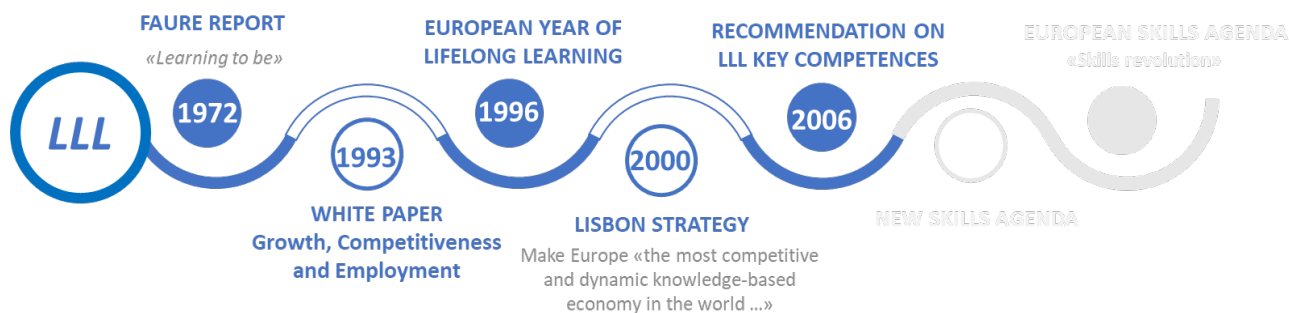 LLL
FAURE REPORT
«Learning to be»
1972
1993
WHITE PAPER
Growth, Competitiveness
and Employment
EUROPEAN YEAR OF
LIFELONG LEARNING
1996
2000
LISBON STRATEGY
Make Europe «the most competitive
and dynamic knowledge-based
economy in the world ...»
RECOMMENDATION ON
LLL KEY COMPETENCES
2006
NEW SKILLS AGENDA
EUROPEAN SKILLS AGENDA
«Skills revolution»